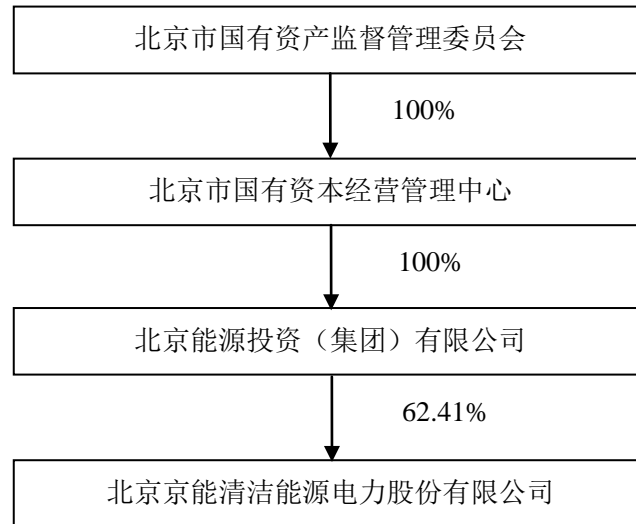 北京市国有资产监督管理委员会
100%
北京市国有资本经营管理中心
100%
北京能源投资（集团）有限公司
62.41%
北京京能清洁能源电力股份有限公司